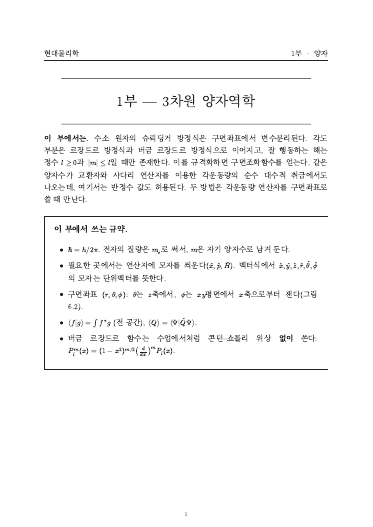 현대물리학
1부 - 양자
1부 — 3차원 양자역학
이 부에서는. 수소 원자의 슈뢰딩거 방정식은 구면좌표에서 변수분리된다. 각도
부분은 르장드르 방정식과 버금 르장드르 방정식으로 이어지고, 잘 행동하는 해는
정수 l ≥ 0과 |m| ≤ l일 때만 존재한다. 이를 규격화하면 구면조화함수를 얻는다. 같은
양자수가 교환자와 사다리 연산자를 이용한 각운동량의 순수 대수적 취급에서도
나오는데, 여기서는 반정수 값도 허용된다. 두 방법은 각운동량 연산자를 구면좌표로
쓸 때 만난다.
이 부에서 쓰는 규약.
• ħ = h/2π. 전자의 질량은 mₑ로 써서, m은 자기 양자수로 남겨 둔다.
• 필요한 곳에서는 연산자에 모자를 씌운다(x̂, p̂, Ĥ). 벡터식에서 x̂, ŷ, ẑ, r̂, θ̂, φ̂
의 모자는 단위벡터를 뜻한다.
• 구면좌표 (r, θ, φ): θ는 z축에서, φ는 xy평면에서 x축으로부터 잰다(그림
6.2).
• ⟨f|g⟩ = ∫ f*g (전 공간), ⟨Q⟩ = ⟨Ψ|Q̂Ψ⟩.
• 버금 르장드르 함수는 수업에서처럼 콘던–쇼틀리 위상 없이 쓴다:
Pₗᵐ(x) = (1 − x²)^{m/2} (d/dx)^m Pₗ(x).
1